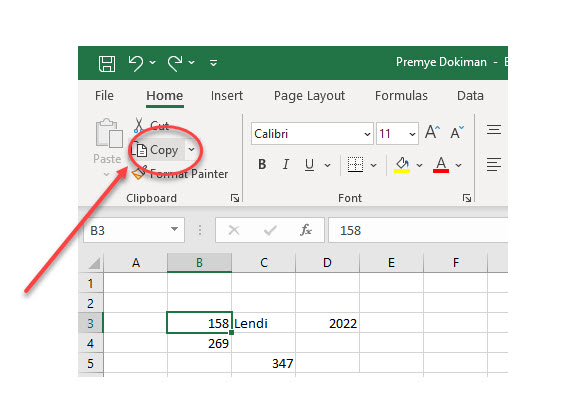 Premye Dokiman - E
File Home Insert Page Layout Formulas Data
Cut
Copy
Paste
Format Painter
Calibri 11 A A
B I U A
Clipboard Font
B3 fx 158
A B C D E F
1
2
3 158 Lendi 2022
4 269
5 347